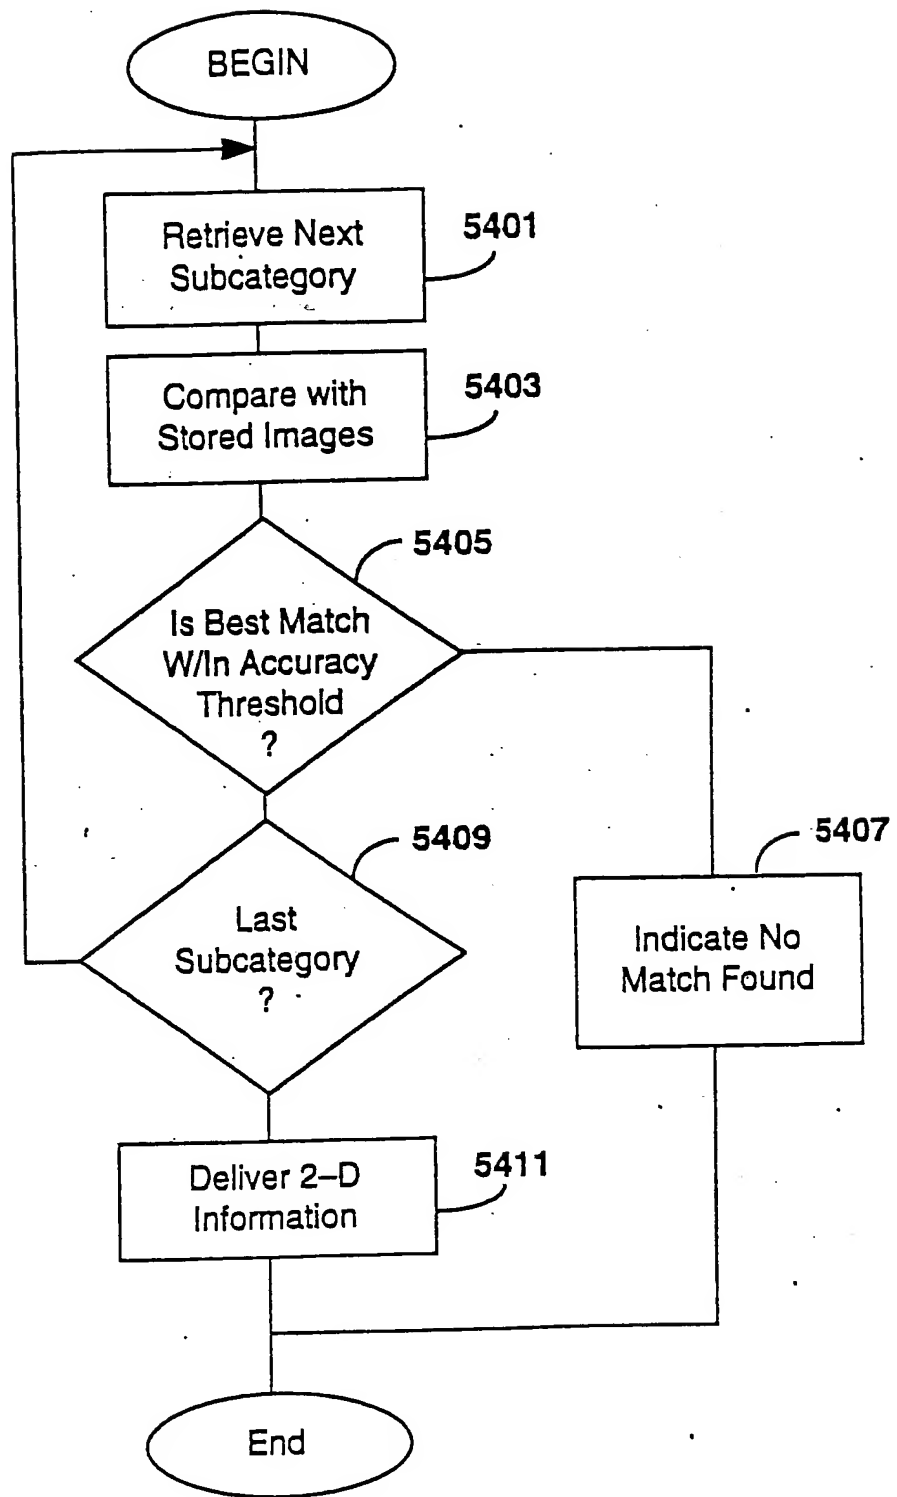 BEGIN
Retrieve Next
Subcategory
5401
Compare with
Stored Images
5403
5405
Is Best Match
W/In Accuracy
Threshold
?
5409
5407
Last
Subcategory
?
Indicate No
Match Found
Deliver 2–D
Information
5411
End